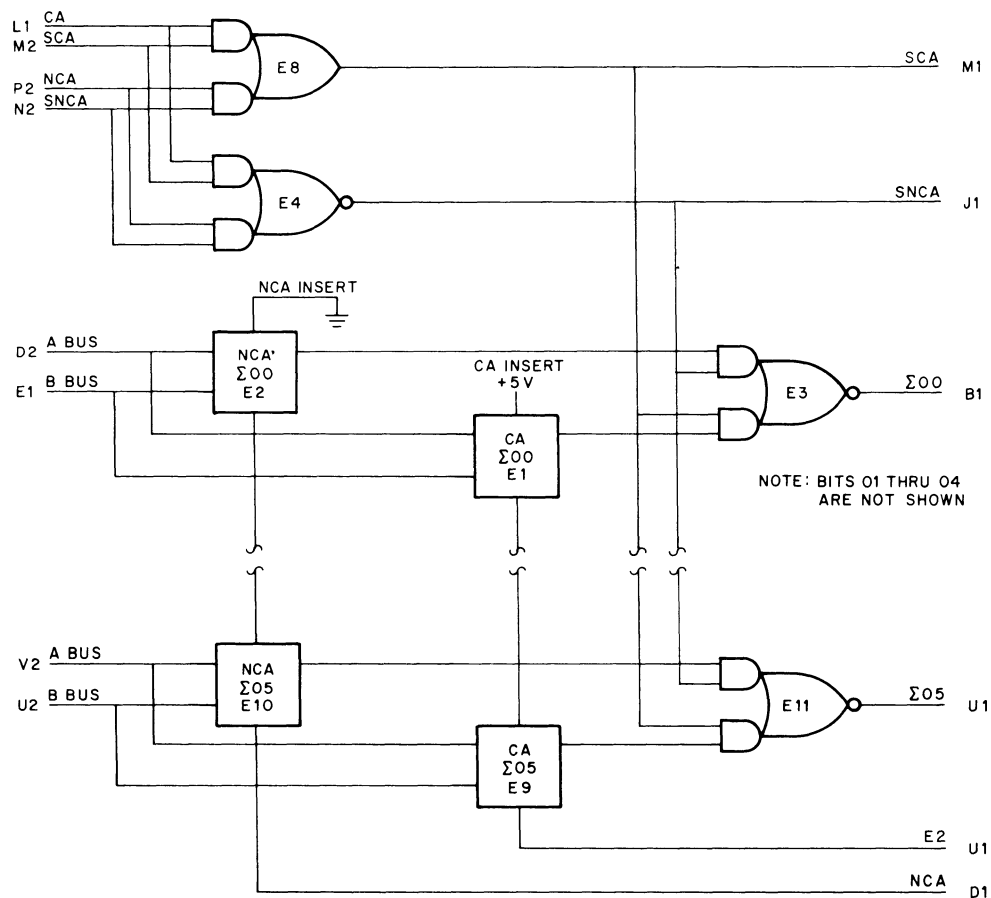 L1 CA
M2 SCA
P2 NCA
N2 SNCA
E8
SCA M1
E4
SNCA J1
NCA INSERT
D2 A BUS
E1 B BUS
NCA'
Σ00
E2
CA INSERT
+5V
CA
Σ00
E1
E3
Σ00 B1
NOTE: BITS 01 THRU 04
ARE NOT SHOWN
V2 A BUS
U2 B BUS
NCA
Σ05
E10
CA
Σ05
E9
E11
Σ05 U1
E2 U1
NCA D1